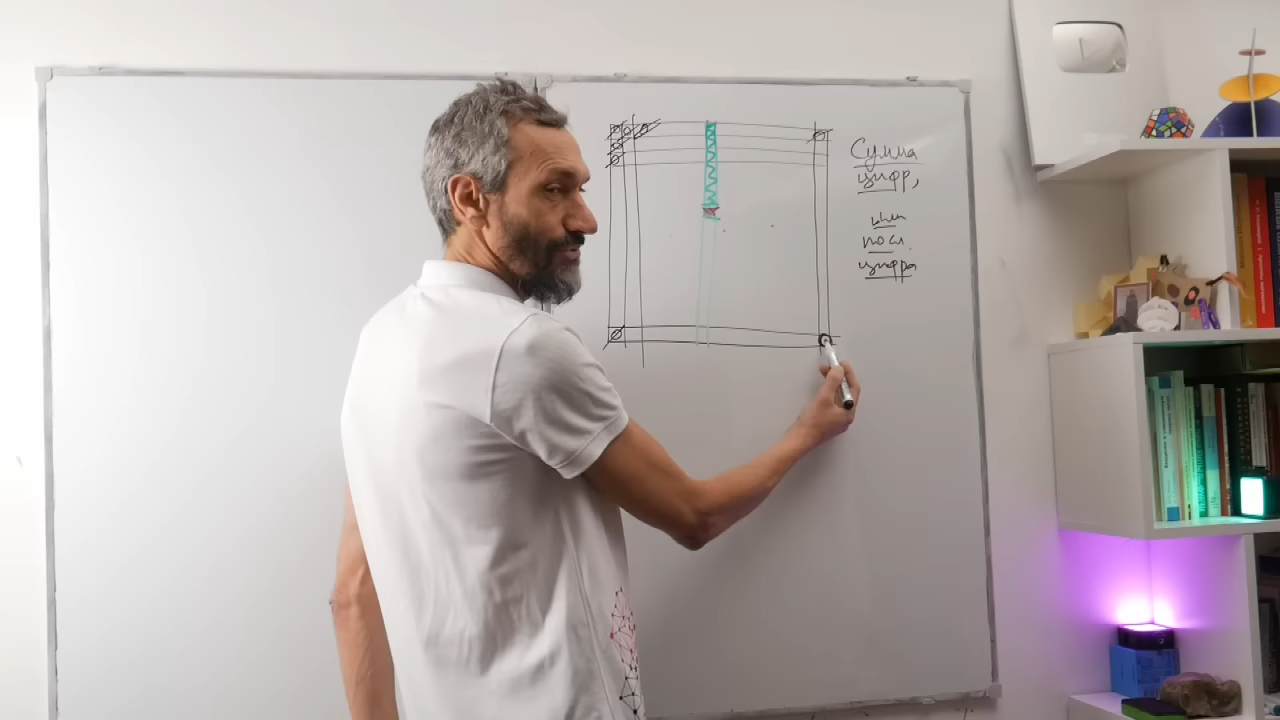 Сумма
цифр,
или
посл.
цифра